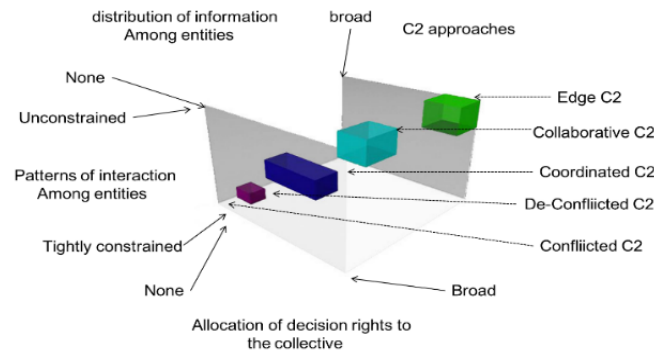 distribution of information
Among entities
broad
C2 approaches
None
Unconstrained
Edge C2
Collaborative C2
Coordinated C2
Patterns of interaction
Among entities
De-Confliicted C2
Tightly constrained
Confliicted C2
None
Broad
Allocation of decision rights to
the collective